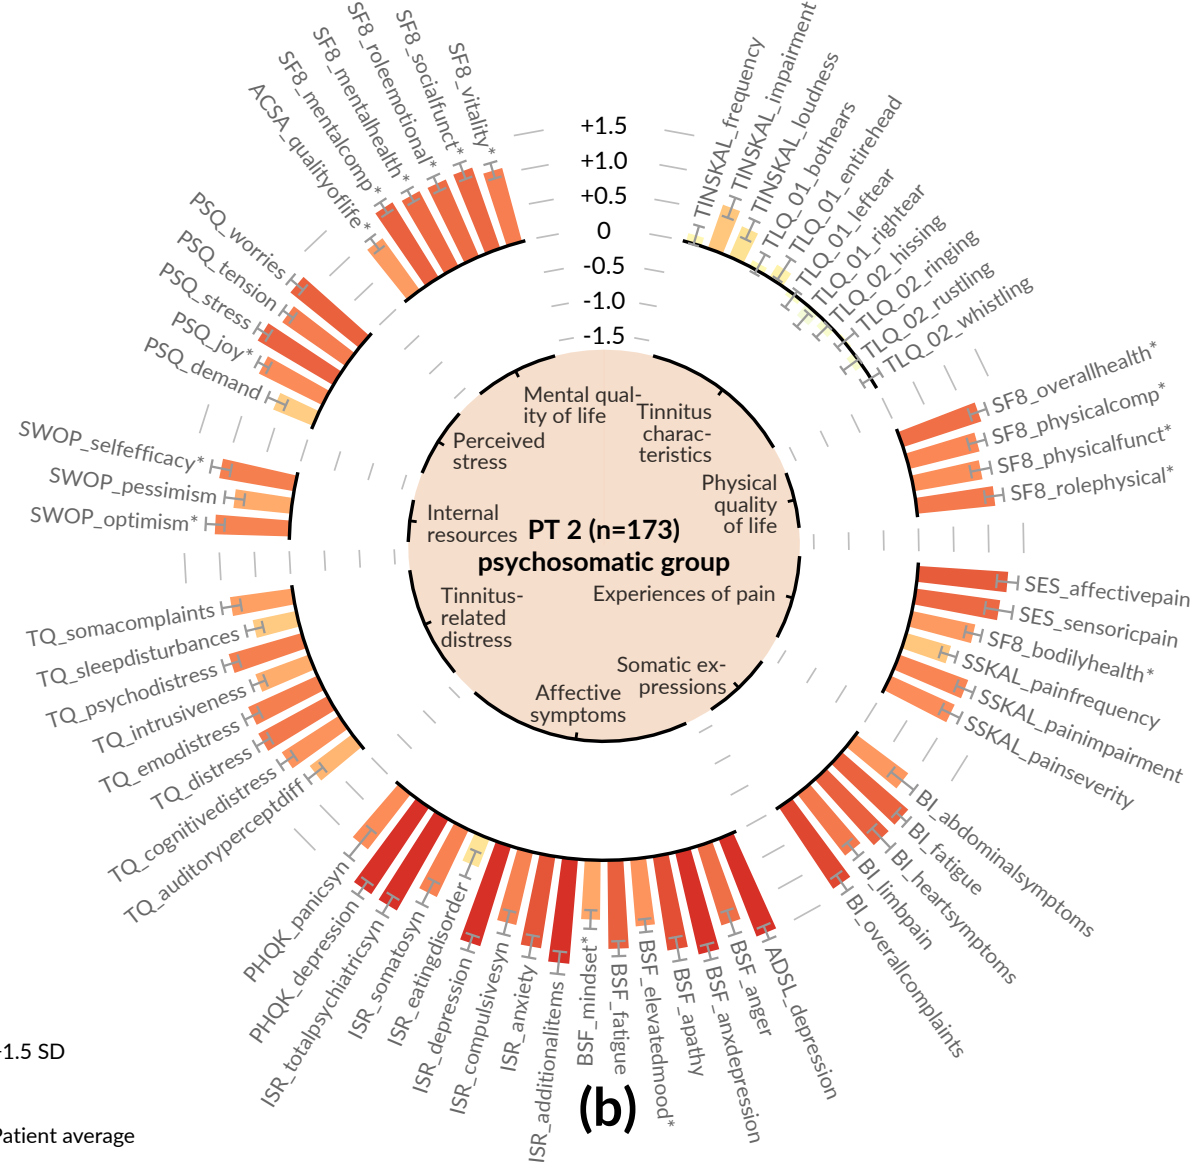 SF8_vitality*
SF8_socialfunct*
SF8_roleemotional*
SF8_mentalhealth*
SF8_mentalcomp*
ACSA_qualityoflife*
+1.5
+1.0
+0.5
0
-0.5
-1.0
-1.5
TINSKAL_frequency
TINSKAL_impairment
TINSKAL_loudness
TLQ_01_bothears
TLQ_01_entirehead
TLQ_01_leftear
TLQ_01_rightear
TLQ_02_hissing
TLQ_02_ringing
TLQ_02_rustling
TLQ_02_whistling
SF8_overallhealth*
SF8_physicalcomp*
SF8_physicalfunct*
SF8_rolephysical*
SES_affectivepain
SES_sensoricpain
SF8_bodilyhealth*
SSKAL_painfrequency
SSKAL_painimpairment
SSKAL_painseverity
BI_abdominalsymptoms
BI_fatigue
BI_heartsymptoms
BI_limbpain
BI_overallcomplaints
ADSL_depression
BSF_anger
BSF_anxdepression
BSF_apathy
BSF_elevatedmood*
BSF_fatigue
BSF_mindset*
ISR_additionalitems
ISR_anxiety
ISR_compulsivesyn
ISR_depression
ISR_eatingdisorder
ISR_somatosyn
ISR_totalpsychiatricsyn
PHQK_depression
PHQK_panicsyn
TQ_auditoryperceptdiff
TQ_cognitivedistress
TQ_distress
TQ_emodistress
TQ_intrusiveness
TQ_psychodistress
TQ_sleepdisturbances
TQ_somacomplaints
SWOP_optimism*
SWOP_pessimism
SWOP_selfefficacy*
PSQ_demand
PSQ_joy*
PSQ_stress
PSQ_tension
PSQ_worries
Mental qual-
ity of life
Tinnitus
charac-
teristics
Perceived
stress
Physical
quality
of life
Internal
resources
PT 2 (n=173)
psychosomatic group
Tinnitus-
related
distress
Experiences of pain
Somatic ex-
pressions
Affective
symptoms
1.5 SD
Patient average
(b)